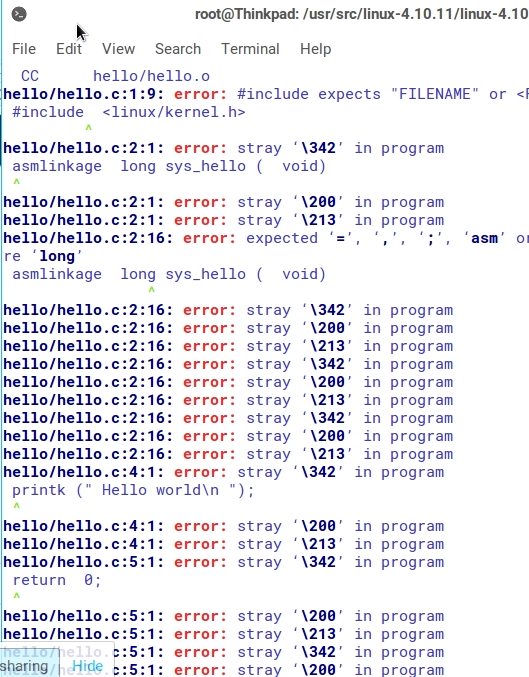 root@Thinkpad: /usr/src/linux-4.10.11/linux-4.10
File Edit View Search Terminal Help
CC hello/hello.o
hello/hello.c:1:9: error: #include expects "FILENAME" or <F
#include <linux/kernel.h>
^
hello/hello.c:2:1: error: stray ‘\342’ in program
asmlinkage long sys_hello ( void)
^
hello/hello.c:2:1: error: stray ‘\200’ in program
hello/hello.c:2:1: error: stray ‘\213’ in program
hello/hello.c:2:16: error: expected ‘=’, ‘,’, ‘;’, ‘asm’ or
re ‘long’
asmlinkage long sys_hello ( void)
^
hello/hello.c:2:16: error: stray ‘\342’ in program
hello/hello.c:2:16: error: stray ‘\200’ in program
hello/hello.c:2:16: error: stray ‘\213’ in program
hello/hello.c:2:16: error: stray ‘\342’ in program
hello/hello.c:2:16: error: stray ‘\200’ in program
hello/hello.c:2:16: error: stray ‘\213’ in program
hello/hello.c:2:16: error: stray ‘\342’ in program
hello/hello.c:2:16: error: stray ‘\200’ in program
hello/hello.c:2:16: error: stray ‘\213’ in program
hello/hello.c:4:1: error: stray ‘\342’ in program
printk (" Hello world\n ");
^
hello/hello.c:4:1: error: stray ‘\200’ in program
hello/hello.c:4:1: error: stray ‘\213’ in program
hello/hello.c:5:1: error: stray ‘\342’ in program
return 0;
^
hello/hello.c:5:1: error: stray ‘\200’ in program
hello/hello.c:5:1: error: stray ‘\213’ in program
hello/hello.c:5:1: error: stray ‘\342’ in program
sharing Hide
c:5:1: error: stray ‘\200’ in program